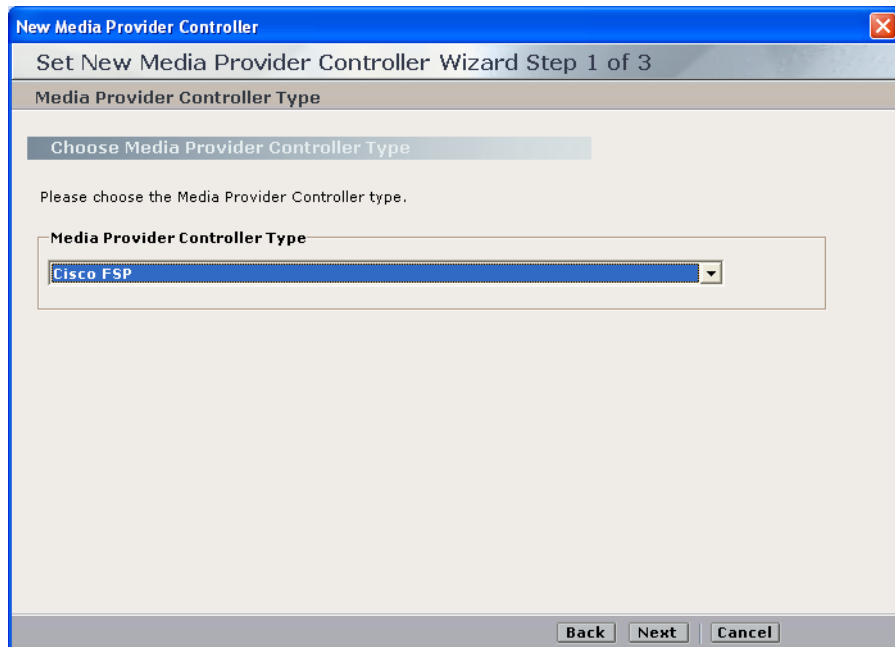 New Media Provider Controller
Set New Media Provider Controller Wizard Step 1 of 3
Media Provider Controller Type
Choose Media Provider Controller Type
Please choose the Media Provider Controller type.
Media Provider Controller Type
Cisco FSP
Back Next Cancel